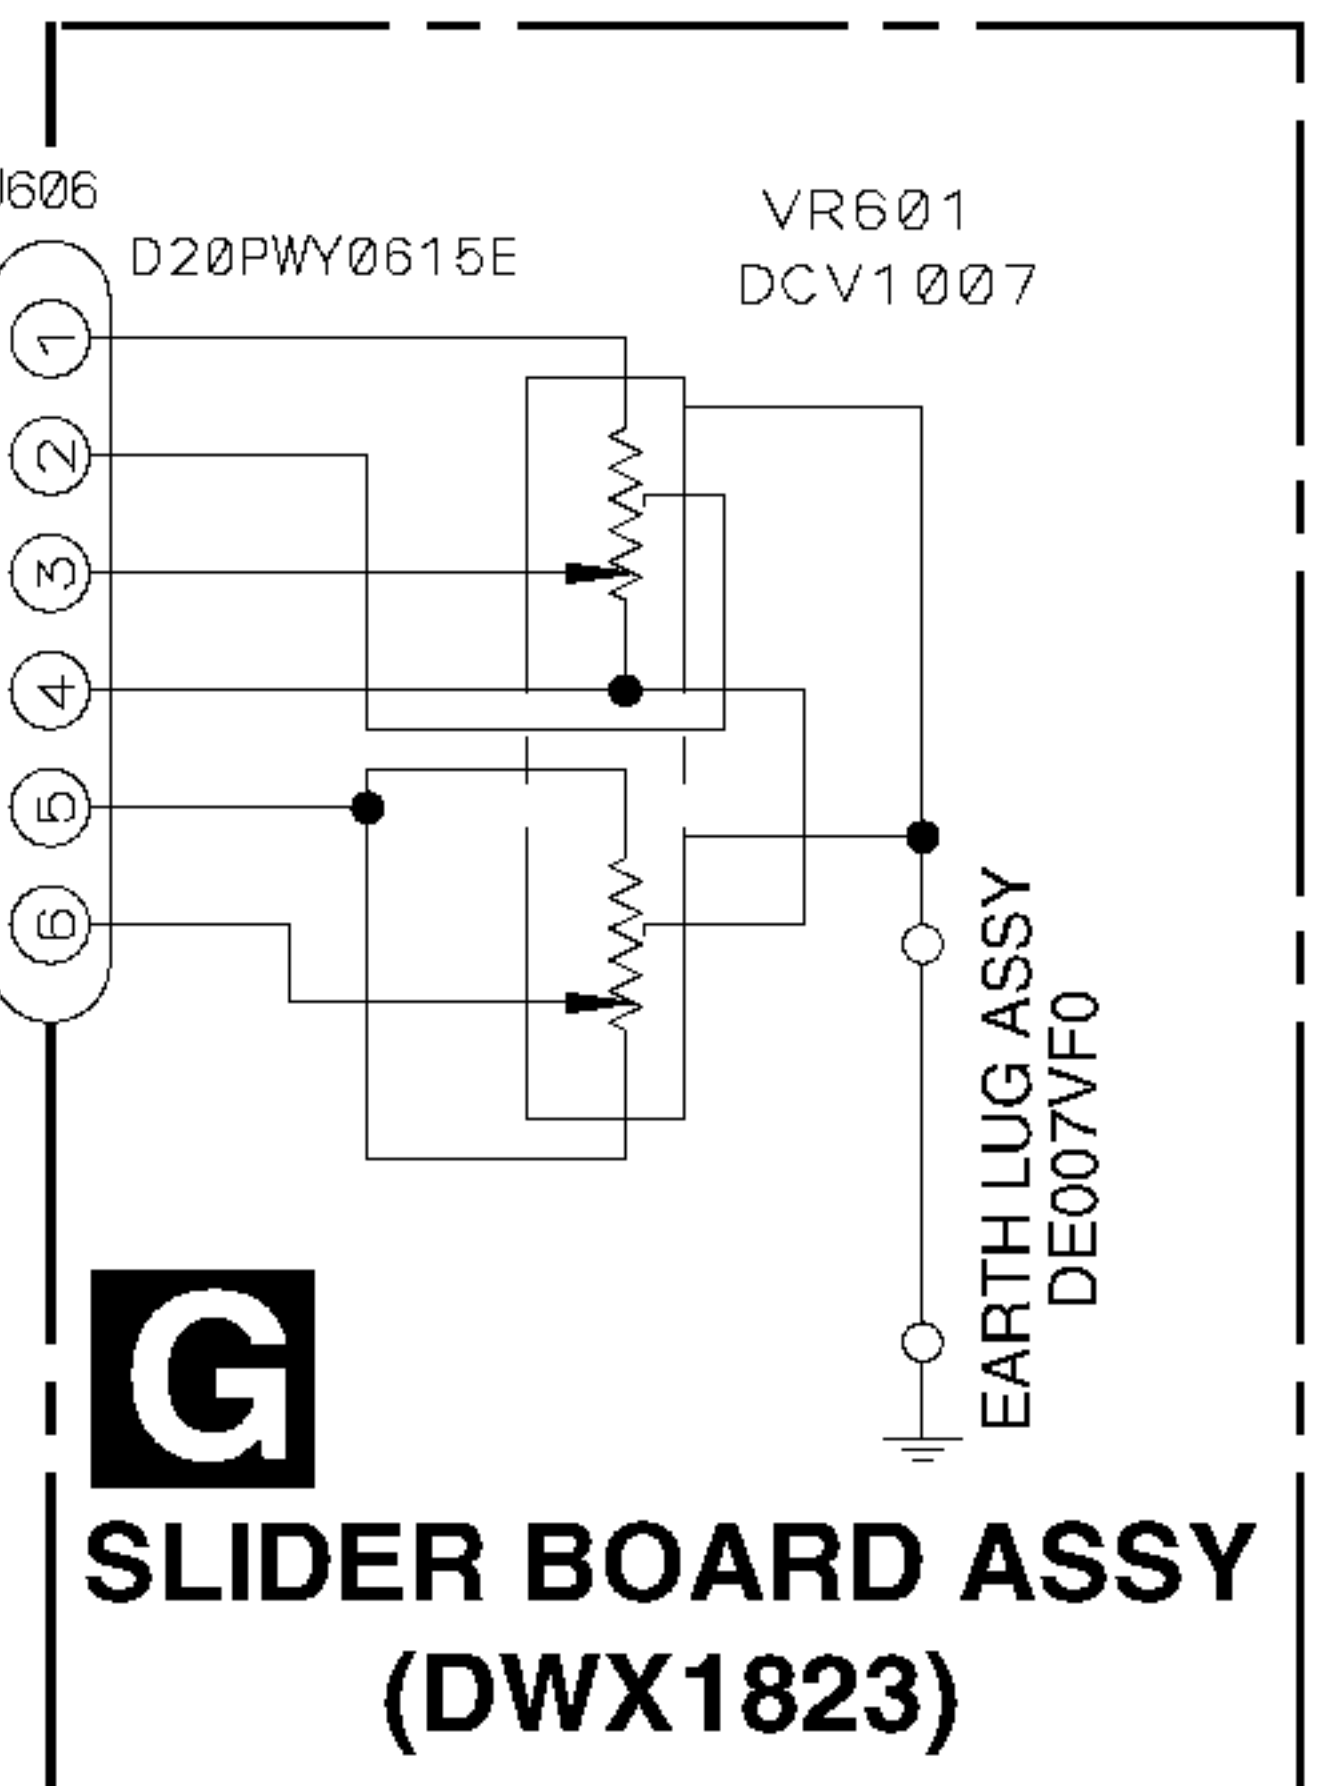 J606
D20PWY0615E
VR601
DCV1007
1
2
3
4
5
6
EARTH LUG ASSY
DE007VF0
G
SLIDER BOARD ASSY
(DWX1823)